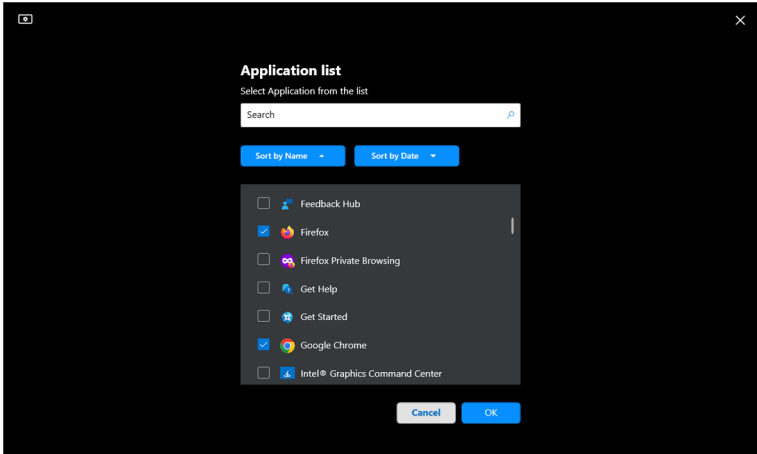 Application list
Select Application from the list
Search
Sort by Name
Sort by Date
Feedback Hub
Firefox
Firefox Private Browsing
Get Help
Get Started
Google Chrome
Intel® Graphics Command Center
Cancel
OK